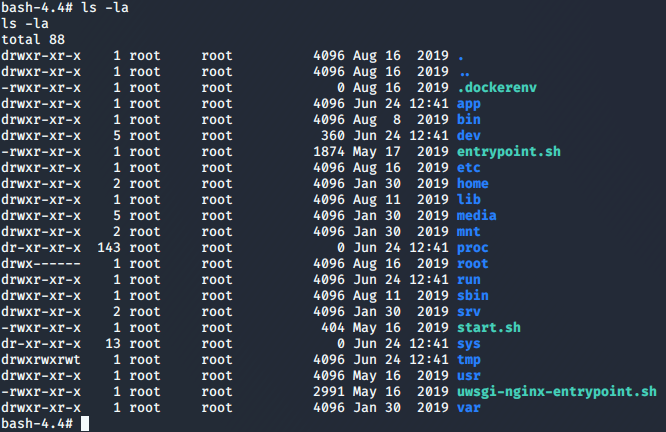 bash-4.4# ls -la
ls -la
total 88
drwxr-xr-x    1 root     root          4096 Aug 16  2019 .
drwxr-xr-x    1 root     root          4096 Aug 16  2019 ..
-rwxr-xr-x    1 root     root             0 Aug 16  2019 .dockerenv
drwxr-xr-x    1 root     root          4096 Jun 24 12:41 app
drwxr-xr-x    1 root     root          4096 Aug  8  2019 bin
drwxr-xr-x    5 root     root           360 Jun 24 12:41 dev
-rwxr-xr-x    1 root     root          1874 May 17  2019 entrypoint.sh
drwxr-xr-x    1 root     root          4096 Aug 16  2019 etc
drwxr-xr-x    2 root     root          4096 Jan 30  2019 home
drwxr-xr-x    1 root     root          4096 Aug 11  2019 lib
drwxr-xr-x    5 root     root          4096 Jan 30  2019 media
drwxr-xr-x    2 root     root          4096 Jan 30  2019 mnt
dr-xr-xr-x  143 root     root             0 Jun 24 12:41 proc
drwx------    1 root     root          4096 Aug 16  2019 root
drwxr-xr-x    1 root     root          4096 Jun 24 12:41 run
drwxr-xr-x    1 root     root          4096 Aug 11  2019 sbin
drwxr-xr-x    2 root     root          4096 Jan 30  2019 srv
-rwxr-xr-x    1 root     root           404 May 16  2019 start.sh
dr-xr-xr-x   13 root     root             0 Jun 24 12:41 sys
drwxrwxrwt    1 root     root          4096 Jun 24 12:41 tmp
drwxr-xr-x    1 root     root          4096 May 16  2019 usr
-rwxr-xr-x    1 root     root          2991 May 16  2019 uwsgi-nginx-entrypoint.sh
drwxr-xr-x    1 root     root          4096 Jan 30  2019 var
bash-4.4#